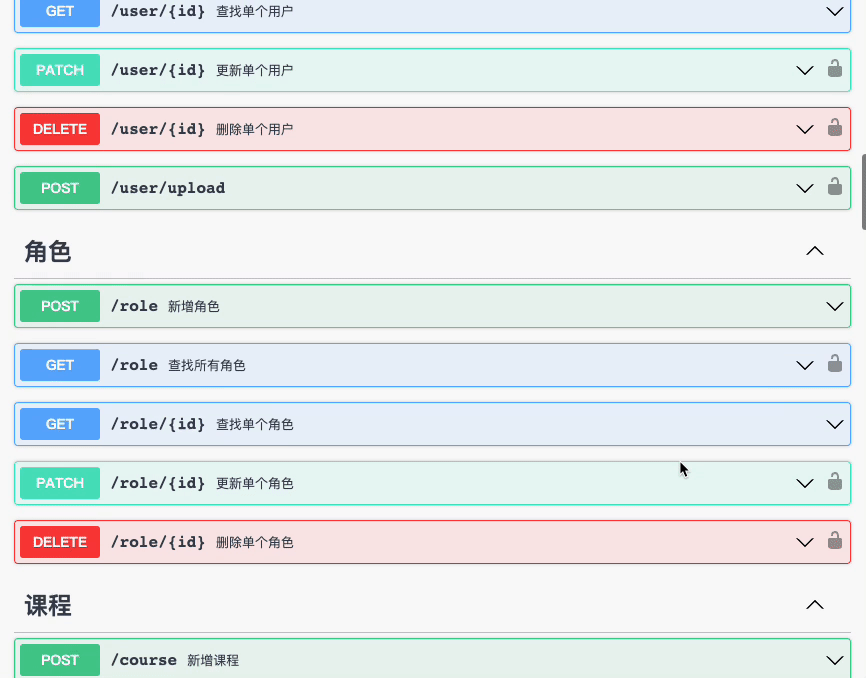 GET /user/{id} 查找单个用户
PATCH /user/{id} 更新单个用户
DELETE /user/{id} 删除单个用户
POST /user/upload
角色
POST /role 新增角色
GET /role 查找所有角色
GET /role/{id} 查找单个角色
PATCH /role/{id} 更新单个角色
DELETE /role/{id} 删除单个角色
课程
POST /course 新增课程